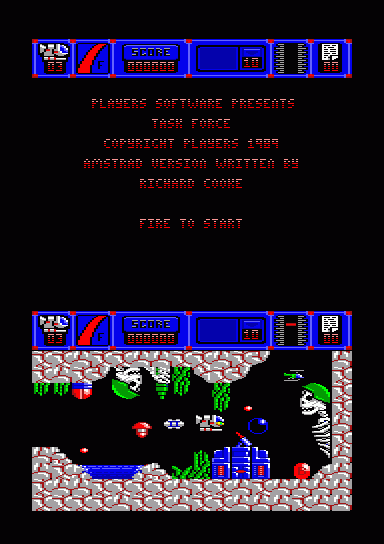 SCORE
03 000000 10 00
PLAYERS SOFTWARE PRESENTS
TASK FORCE
COPYRIGHT PLAYERS 1989
AMSTRAD VERSION WRITTEN BY
RICHARD COOKE
FIRE TO START
SCORE
03 000000 10 00